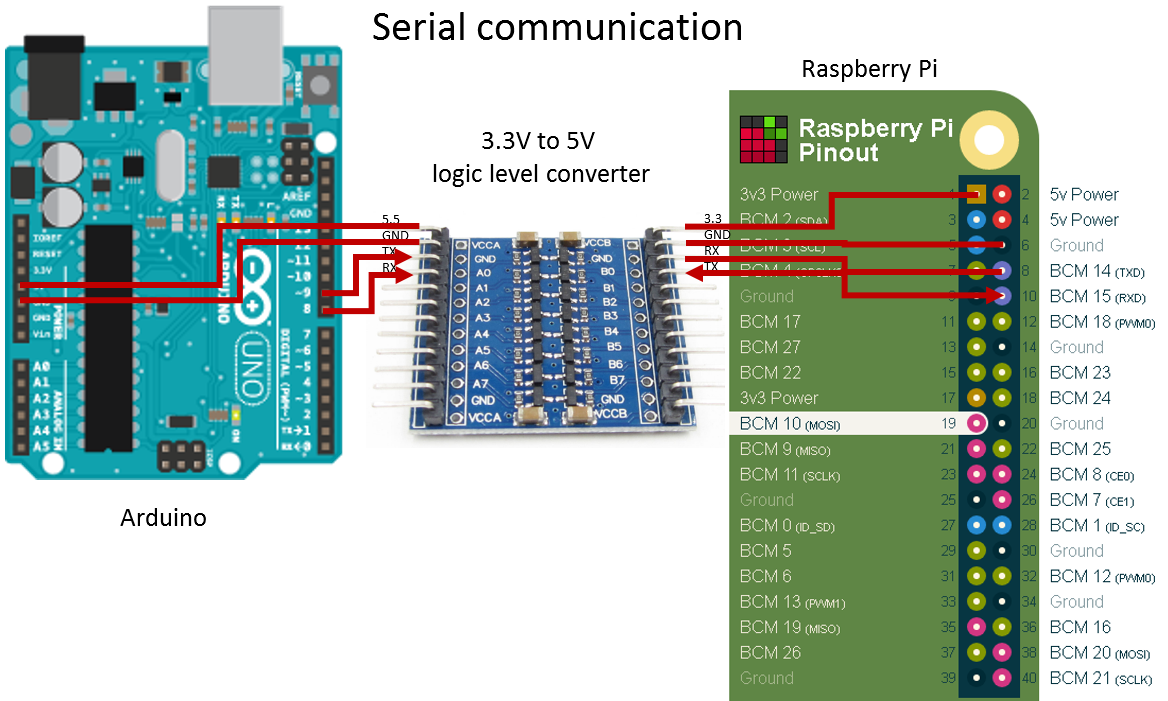 Serial communication
Raspberry Pi
3.3V to 5V
logic level converter
Arduino
RESET
AREF
GND
13
~11
~10
~9
8
7
~6
~5
4
~3
2
TX→1
RX←0
DIGITAL (PWM~)
TX
RX
L
ON
ICSP
ARDUINO
UNO
IOREF
RESET
3.3V
GND
Vin
POWER
A0
A1
A2
A3
A4
A5
ANALOG IN
5.5
GND
TX
RX
VCCA
GND
A0
A1
A2
A3
A4
A5
A6
A7
GND
VCCA
VCCB
GND
B0
B1
B2
B3
B4
B5
B6
B7
GND
VCCB
3.3
GND
RX
TX
Raspberry Pi
Pinout
3v3 Power 1 2 5v Power
BCM 2 (SDA) 3 4 5v Power
BCM 3 (SCL) 5 6 Ground
BCM 4 7 8 BCM 14 (TXD)
Ground 9 10 BCM 15 (RXD)
BCM 17 11 12 BCM 18 (PWM0)
BCM 27 13 14 Ground
BCM 22 15 16 BCM 23
3v3 Power 17 18 BCM 24
BCM 10 (MOSI) 19 20 Ground
BCM 9 (MISO) 21 22 BCM 25
BCM 11 (SCLK) 23 24 BCM 8 (CE0)
Ground 25 26 BCM 7 (CE1)
BCM 0 (ID_SD) 27 28 BCM 1 (ID_SC)
BCM 5 29 30 Ground
BCM 6 31 32 BCM 12 (PWM0)
BCM 13 (PWM1) 33 34 Ground
BCM 19 (MISO) 35 36 BCM 16
BCM 26 37 38 BCM 20 (MOSI)
Ground 39 40 BCM 21 (SCLK)